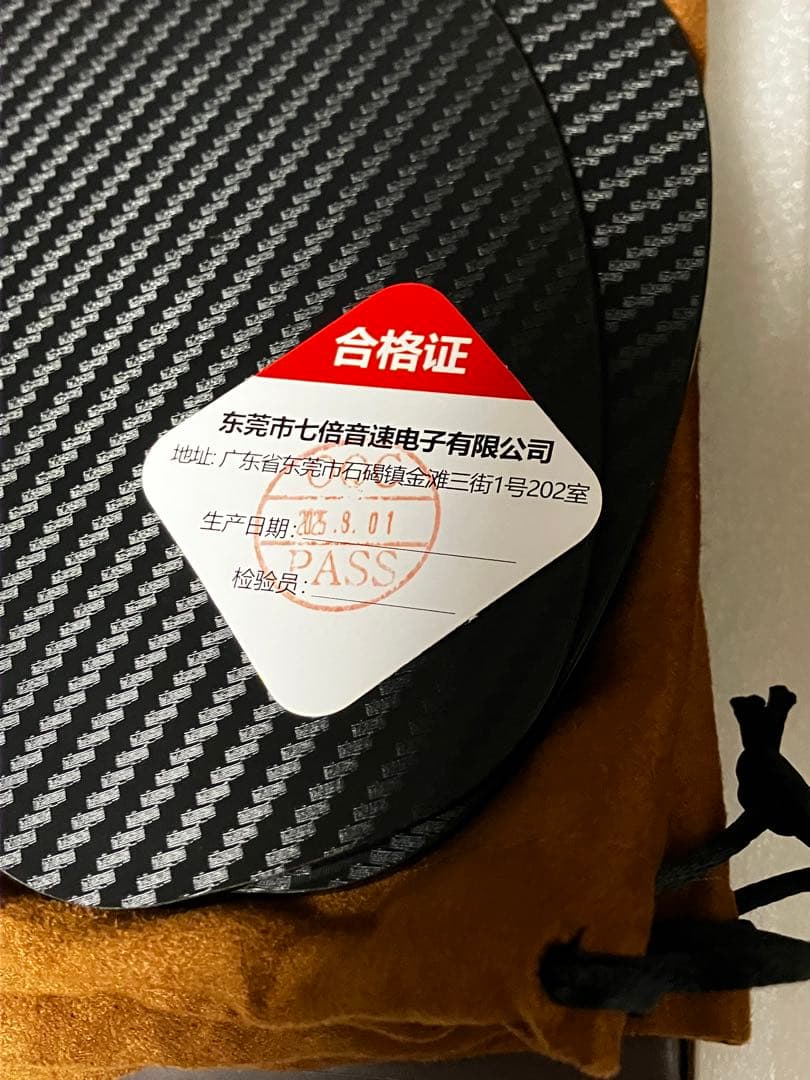 合格证
东莞市七倍音速电子有限公司
地址: 广东省东莞市石碣镇金滩三街1号202室
生产日期:
2025.8.01
PASS
检验员: